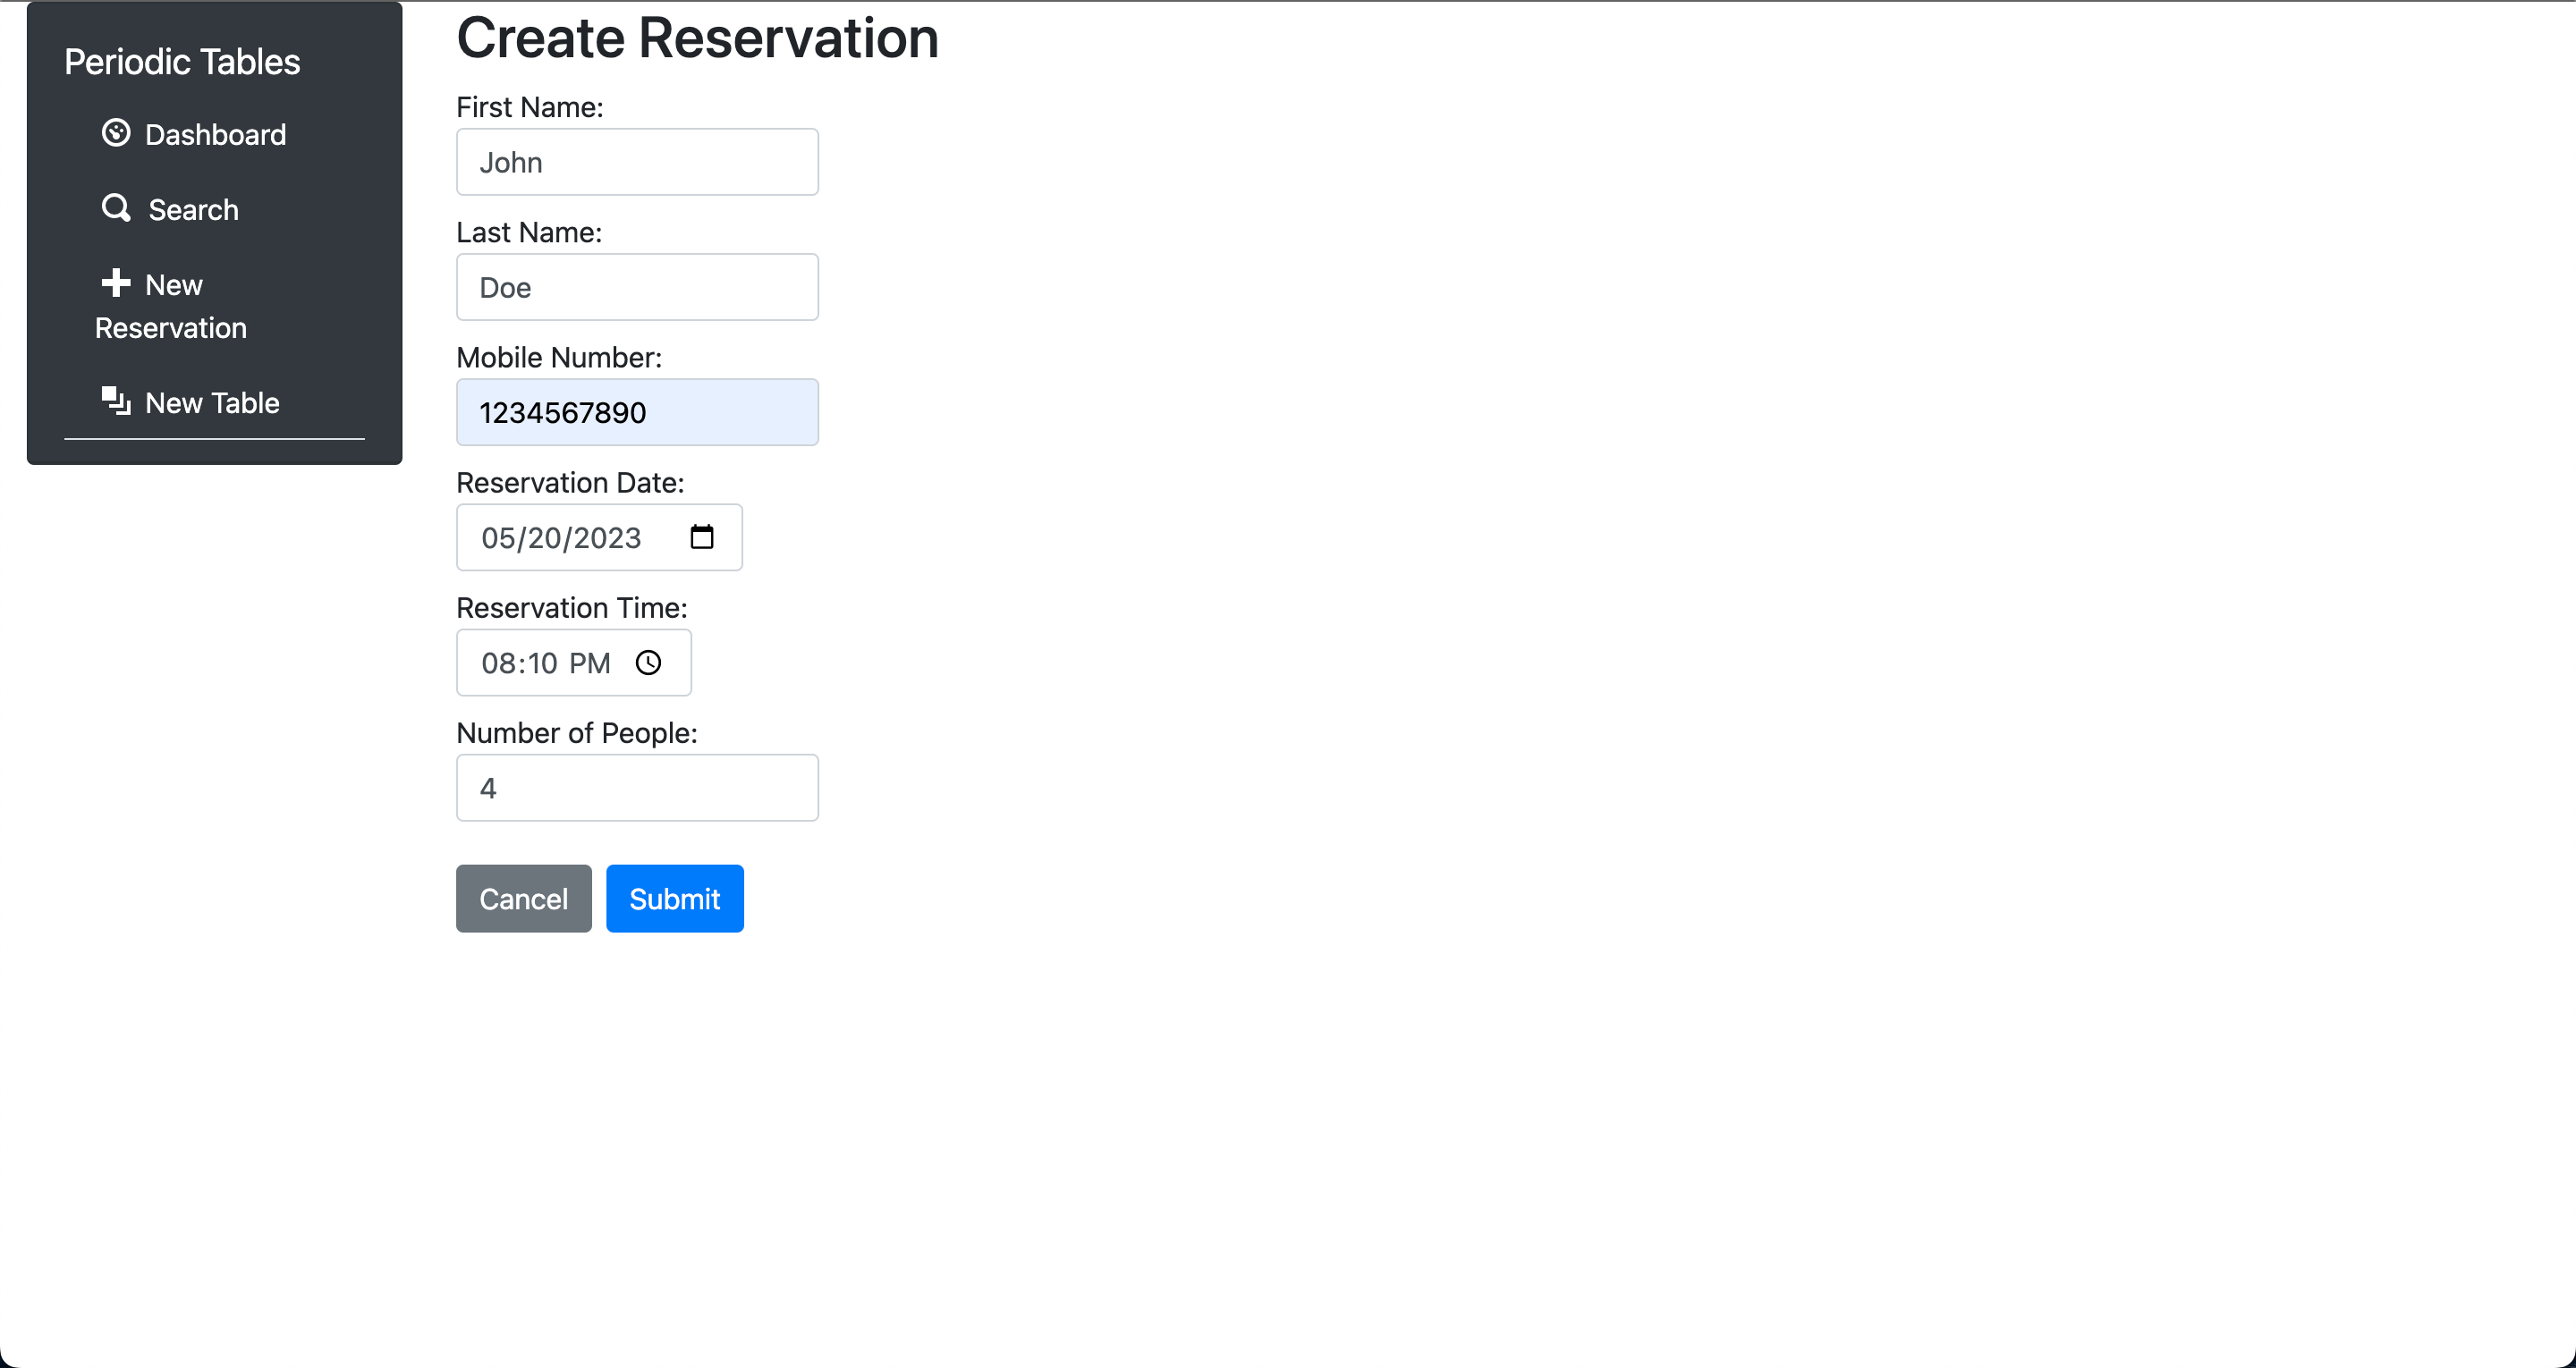 Periodic Tables
Dashboard
Search
New
Reservation
New Table
Create Reservation
First Name:
John
Last Name:
Doe
Mobile Number:
1234567890
Reservation Date:
05/20/2023
Reservation Time:
08:10 PM
Number of People:
4
Cancel
Submit